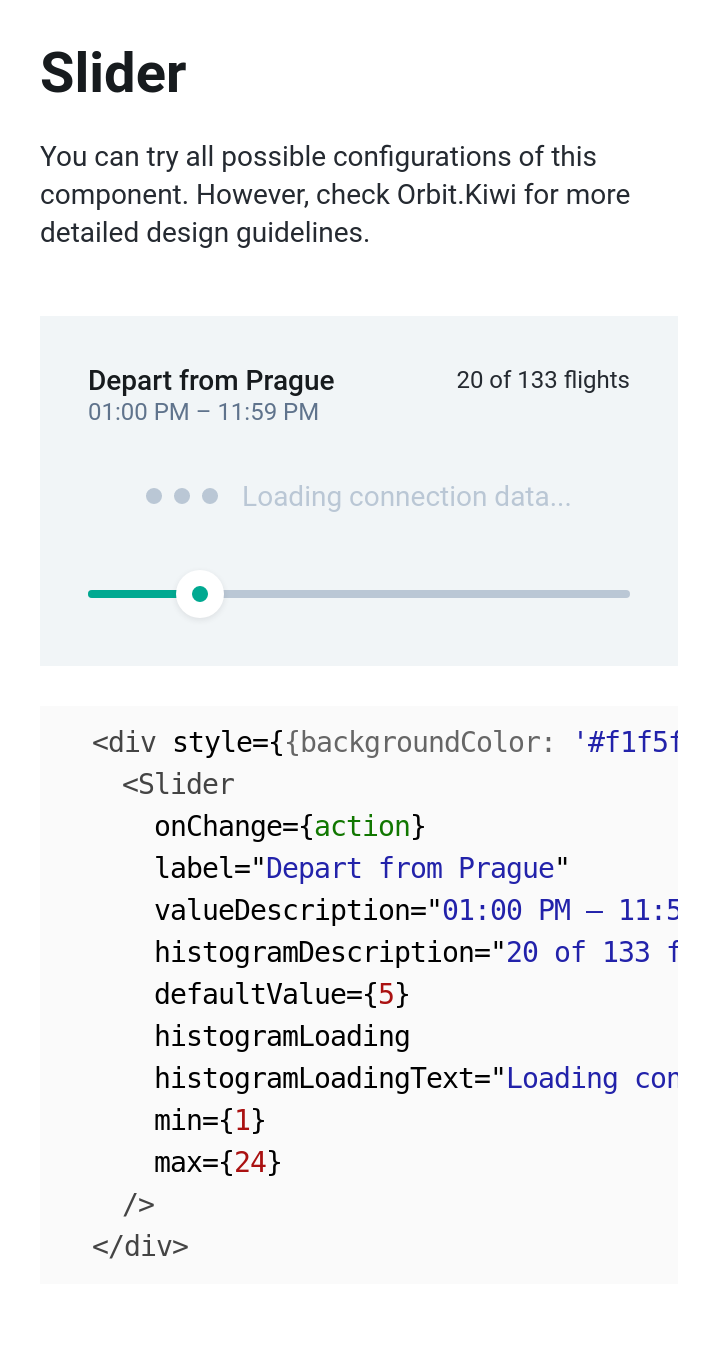 Slider
You can try all possible configurations of this
component. However, check Orbit.Kiwi for more
detailed design guidelines.
Depart from Prague
20 of 133 flights
01:00 PM – 11:59 PM
Loading connection data...
<div style={{backgroundColor: '#f1f5f
<Slider
onChange={action}
label="Depart from Prague"
valueDescription="01:00 PM – 11:5
histogramDescription="20 of 133 f
defaultValue={5}
histogramLoading
histogramLoadingText="Loading con
min={1}
max={24}
/>
</div>